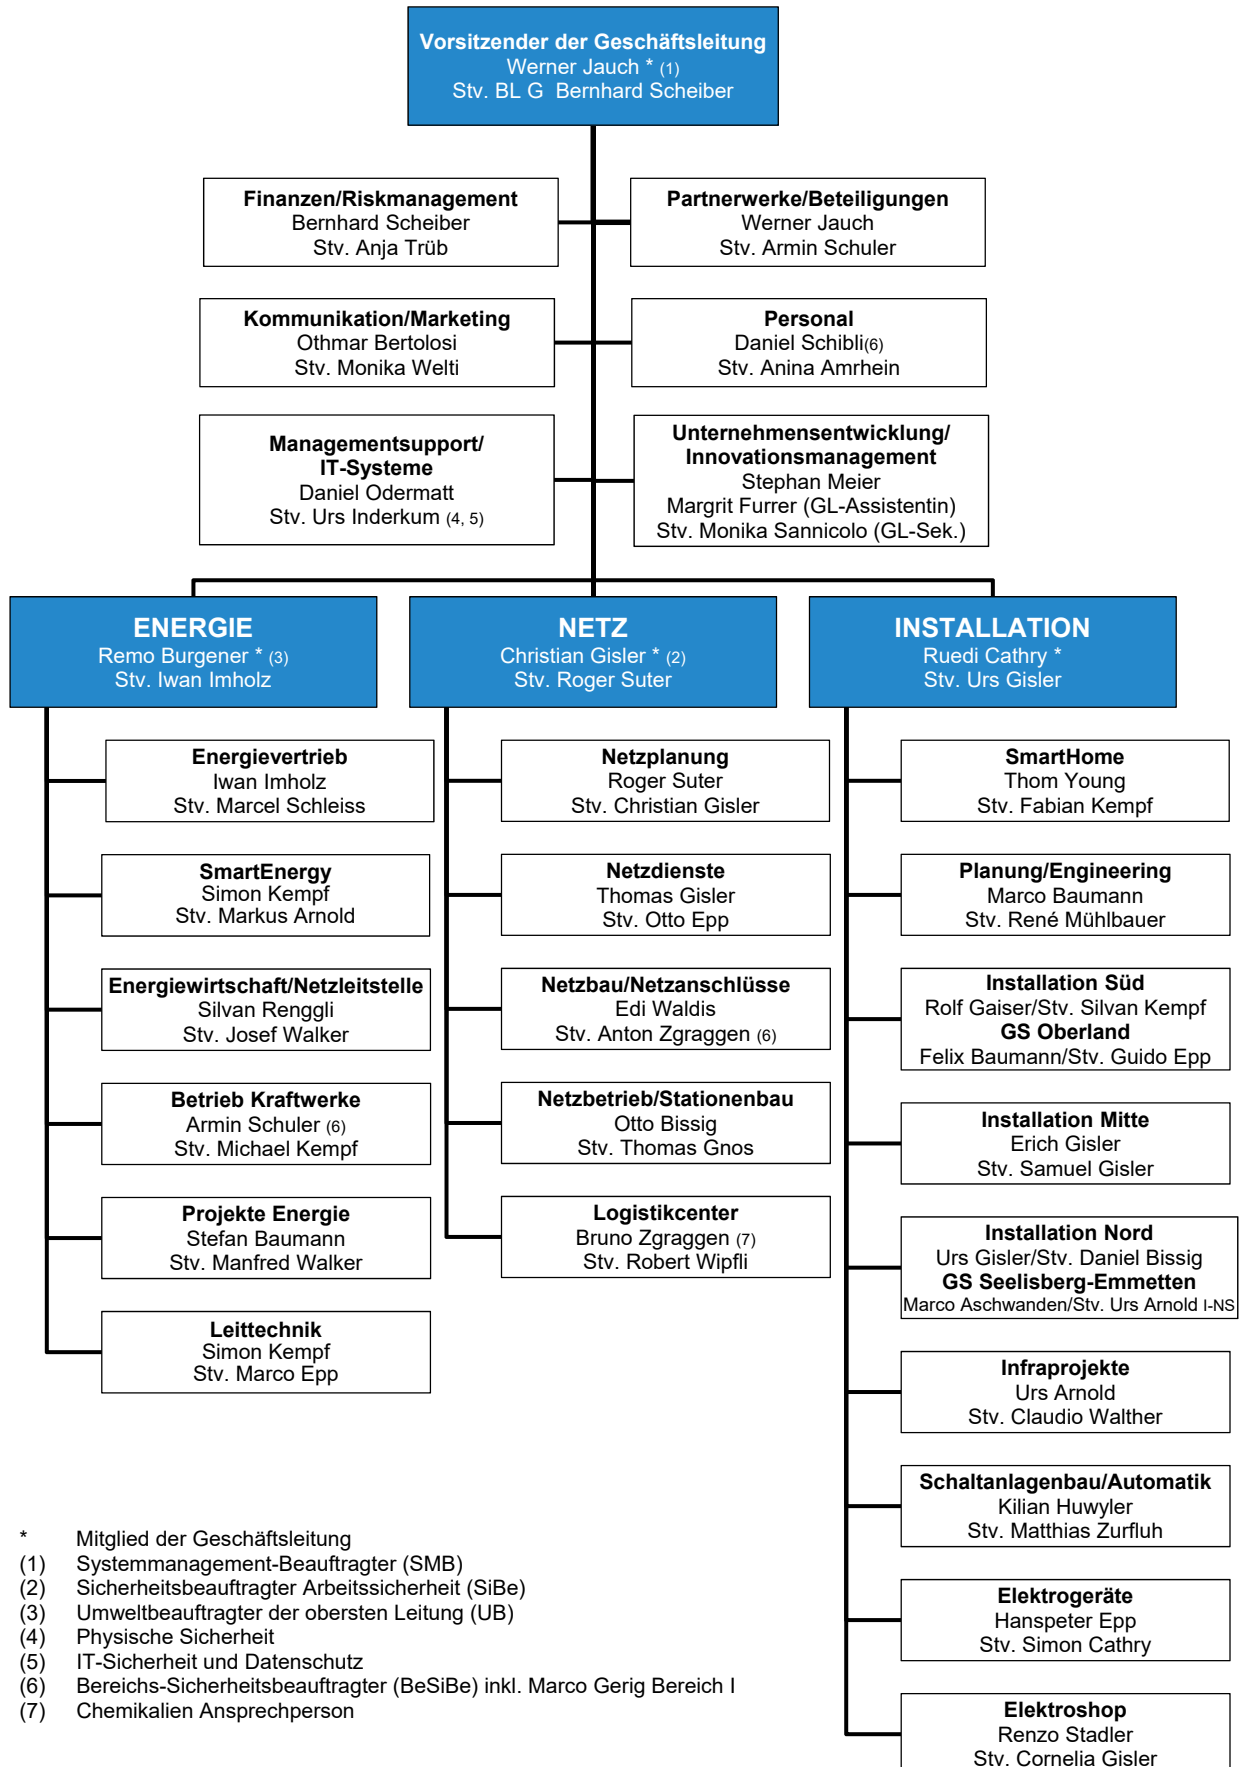 Vorsitzender der Geschäftsleitung
Werner Jauch * (1)
Stv. BL G  Bernhard Scheiber
Finanzen/Riskmanagement
Bernhard Scheiber
Stv. Anja Trüb
Partnerwerke/Beteiligungen
Werner Jauch
Stv. Armin Schuler
Kommunikation/Marketing
Othmar Bertolosi
Stv. Monika Welti
Personal
Daniel Schibli(6)
Stv. Anina Amrhein
Managementsupport/
IT-Systeme
Daniel Odermatt
Stv. Urs Inderkum (4, 5)
Unternehmensentwicklung/
Innovationsmanagement
Stephan Meier
Margrit Furrer (GL-Assistentin)
Stv. Monika Sannicolo (GL-Sek.)
ENERGIE
Remo Burgener * (3)
Stv. Iwan Imholz
NETZ
Christian Gisler * (2)
Stv. Roger Suter
INSTALLATION
Ruedi Cathry *
Stv. Urs Gisler
Energievertrieb
Iwan Imholz
Stv. Marcel Schleiss
SmartEnergy
Simon Kempf
Stv. Markus Arnold
Energiewirtschaft/Netzleitstelle
Silvan Renggli
Stv. Josef Walker
Betrieb Kraftwerke
Armin Schuler (6)
Stv. Michael Kempf
Projekte Energie
Stefan Baumann
Stv. Manfred Walker
Leittechnik
Simon Kempf
Stv. Marco Epp
Netzplanung
Roger Suter
Stv. Christian Gisler
Netzdienste
Thomas Gisler
Stv. Otto Epp
Netzbau/Netzanschlüsse
Edi Waldis
Stv. Anton Zgraggen (6)
Netzbetrieb/Stationenbau
Otto Bissig
Stv. Thomas Gnos
Logistikcenter
Bruno Zgraggen (7)
Stv. Robert Wipfli
SmartHome
Thom Young
Stv. Fabian Kempf
Planung/Engineering
Marco Baumann
Stv. René Mühlbauer
Installation Süd
Rolf Gaiser/Stv. Silvan Kempf
GS Oberland
Felix Baumann/Stv. Guido Epp
Installation Mitte
Erich Gisler
Stv. Samuel Gisler
Installation Nord
Urs Gisler/Stv. Daniel Bissig
GS Seelisberg-Emmetten
Marco Aschwanden/Stv. Urs Arnold I-NS
Infraprojekte
Urs Arnold
Stv. Claudio Walther
Schaltanlagenbau/Automatik
Kilian Huwyler
Stv. Matthias Zurfluh
Elektrogeräte
Hanspeter Epp
Stv. Simon Cathry
Elektroshop
Renzo Stadler
Stv. Cornelia Gisler
* Mitglied der Geschäftsleitung
(1) Systemmanagement-Beauftragter (SMB)
(2) Sicherheitsbeauftragter Arbeitssicherheit (SiBe)
(3) Umweltbeauftragter der obersten Leitung (UB)
(4) Physische Sicherheit
(5) IT-Sicherheit und Datenschutz
(6) Bereichs-Sicherheitsbeauftragter (BeSiBe) inkl. Marco Gerig Bereich I
(7) Chemikalien Ansprechperson